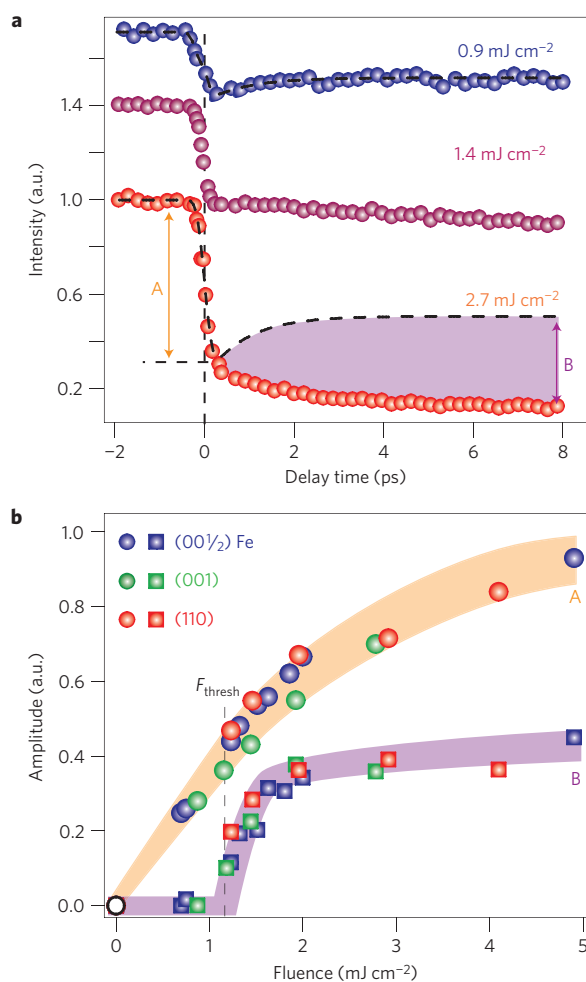 a
0.9 mJ cm⁻²
1.4
1.4 mJ cm⁻²
1.0
Intensity (a.u.)
A
0.6
2.7 mJ cm⁻²
B
0.2
−2 0 2 4 6 8
Delay time (ps)
b
1.0
(00½) Fe
(001)
(110)
A
0.8
F thresh
0.6
Amplitude (a.u.)
0.4
B
0.2
0.0
0 1 2 3 4 5
Fluence (mJ cm⁻²)